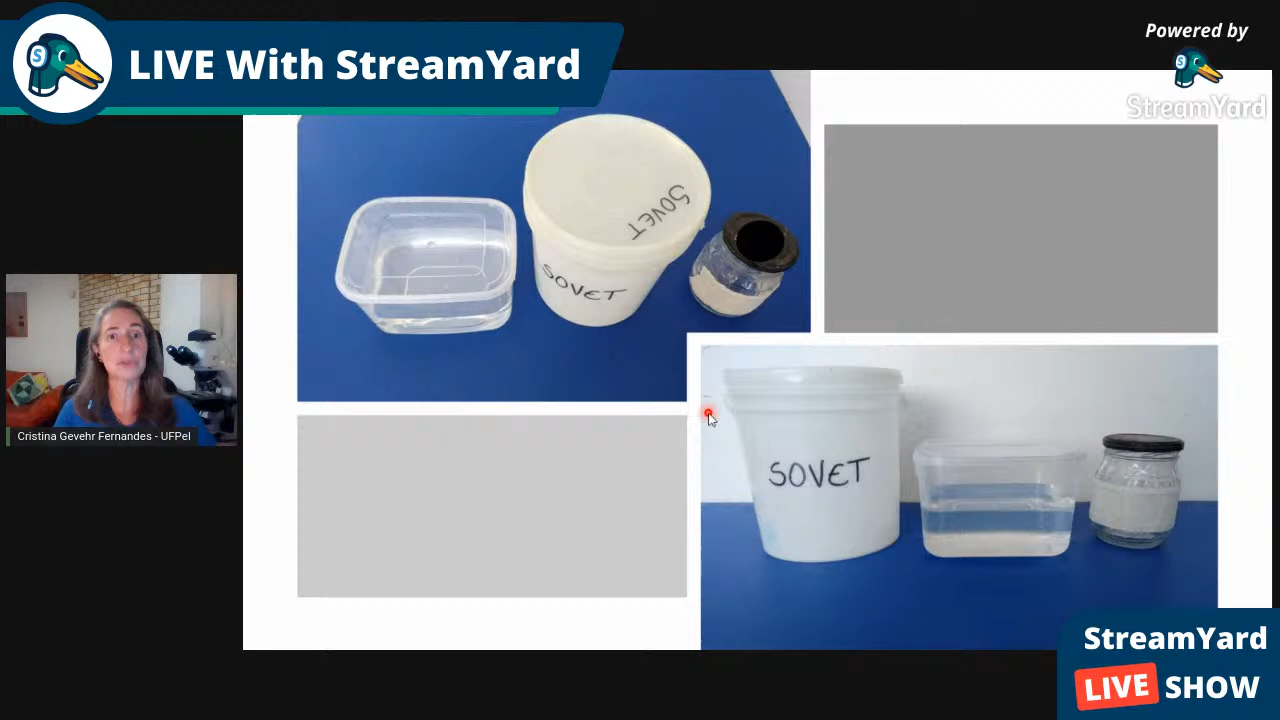 LIVE With StreamYard
Powered by
StreamYard
S
SOVET
SOVET
SOVET
Cristina Gevehr Fernandes - UFPel
StreamYard
LIVE SHOW